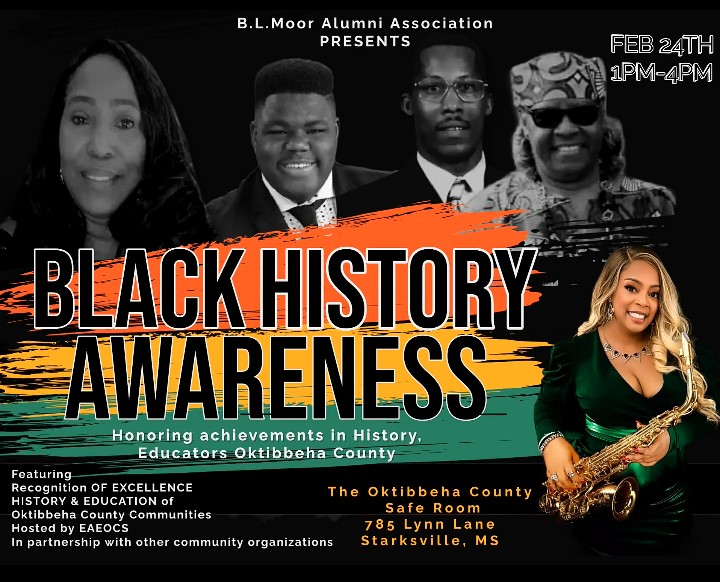 B.L.Moor Alumni Association
PRESENTS
FEB 24TH
1PM-4PM
BLACK HISTORY
AWARENESS
Honoring achievements in History,
Educators Oktibbeha County
Featuring
Recognition OF EXCELLENCE
HISTORY & EDUCATION of
Oktibbeha County Communities
Hosted by EAEOCS
In partnership with other community organizations
The Oktibbeha County
Safe Room
785 Lynn Lane
Starksville, MS